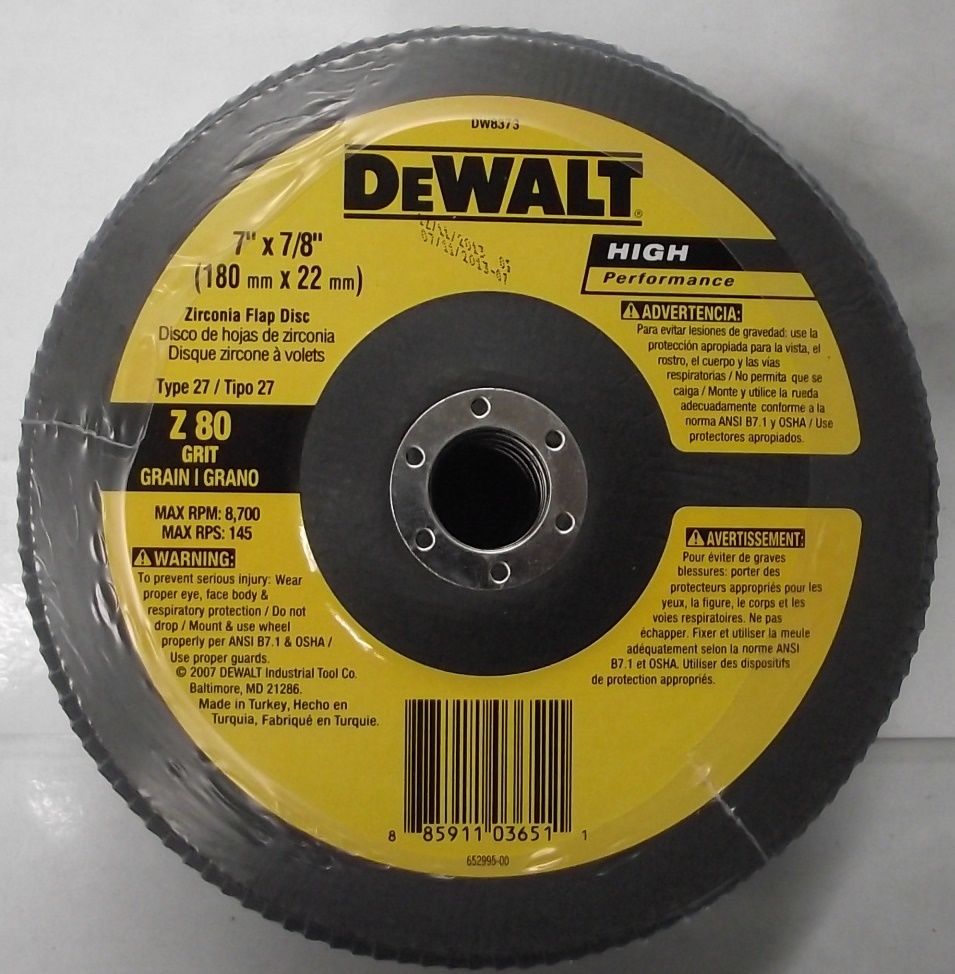 DW8373
DEWALT®
7" x 7/8"
(180 mm x 22 mm)
Zirconia Flap Disc
Disco de hojas de zirconia
Disque zircone à volets
Type 27 / Tipo 27
Z 80
GRIT
GRAIN | GRANO
MAX RPM: 8,700
MAX RPS: 145
WARNING:
To prevent serious injury: Wear
proper eye, face body &
respiratory protection / Do not
drop / Mount & use wheel
properly per ANSI B7.1 & OSHA /
Use proper guards.
© 2007 DEWALT Industrial Tool Co.
Baltimore, MD 21286.
Made in Turkey, Hecho en
Turquia, Fabriqué en Turquie.
HIGH
Performance
ADVERTENCIA:
Para evitar lesiones de gravedad: use la
protección apropiada para la vista, el
rostro, el cuerpo y las vias
respiratorias / No permita que se
caiga / Monte y utilice la rueda
adecuadamente conforme a la
norma ANSI B7.1 y OSHA / Use
protectores apropiados.
AVERTISSEMENT:
Pour éviter de graves
blessures: porter des
protecteurs appropriés pour les
yeux, la figure, le corps et les
voies respiratoires. Ne pas
échapper. Fixer et utiliser la meule
adéquatement selon la norme ANSI
B7.1 et OSHA. Utiliser des dispositifs
de protection appropriés.
8 85911 03651 1
652995-00